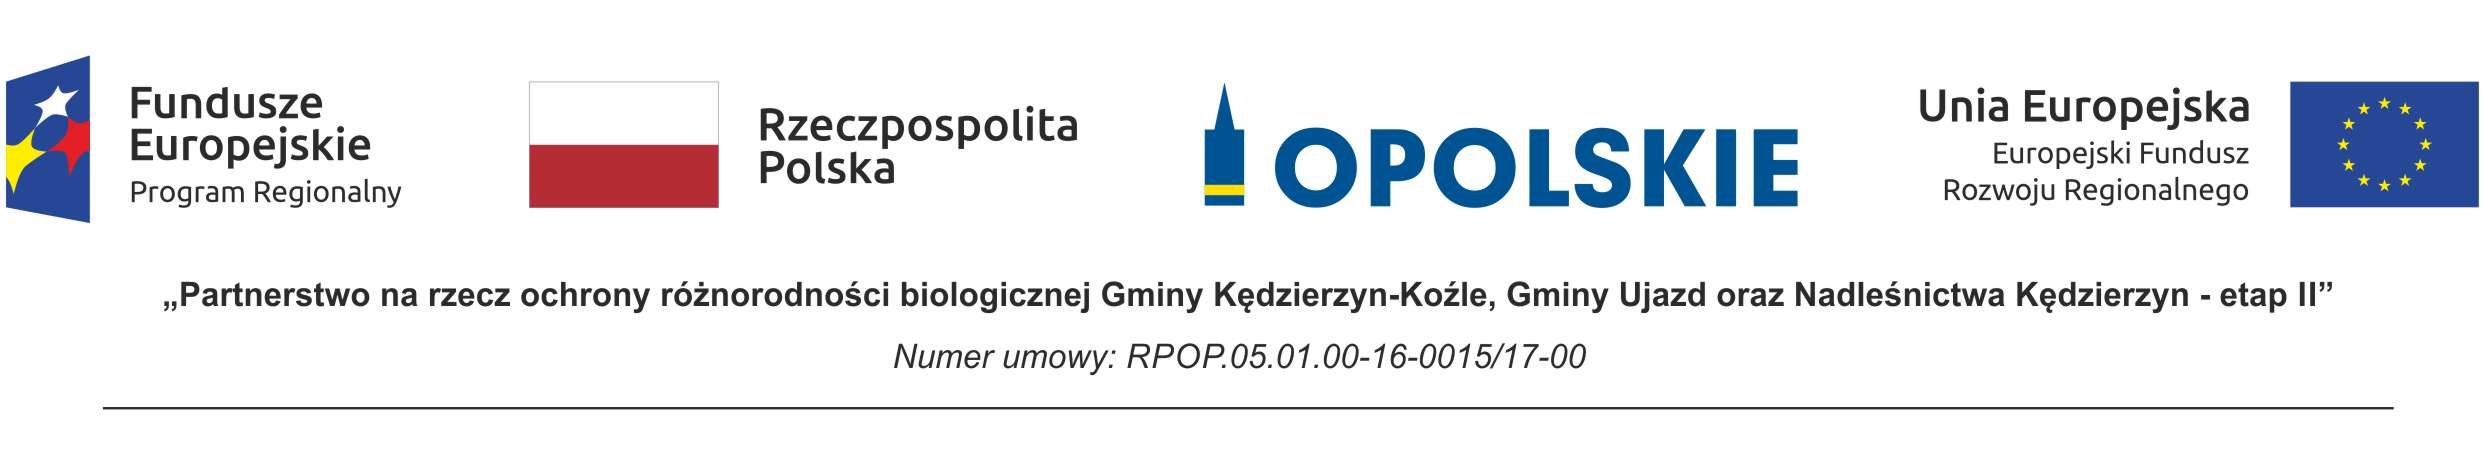 Fundusze
Europejskie
Program Regionalny
Rzeczpospolita
Polska
OPOLSKIE
Unia Europejska
Europejski Fundusz
Rozwoju Regionalnego
„Partnerstwo na rzecz ochrony różnorodności biologicznej Gminy Kędzierzyn-Koźle, Gminy Ujazd oraz Nadleśnictwa Kędzierzyn - etap II”
Numer umowy: RPOP.05.01.00-16-0015/17-00